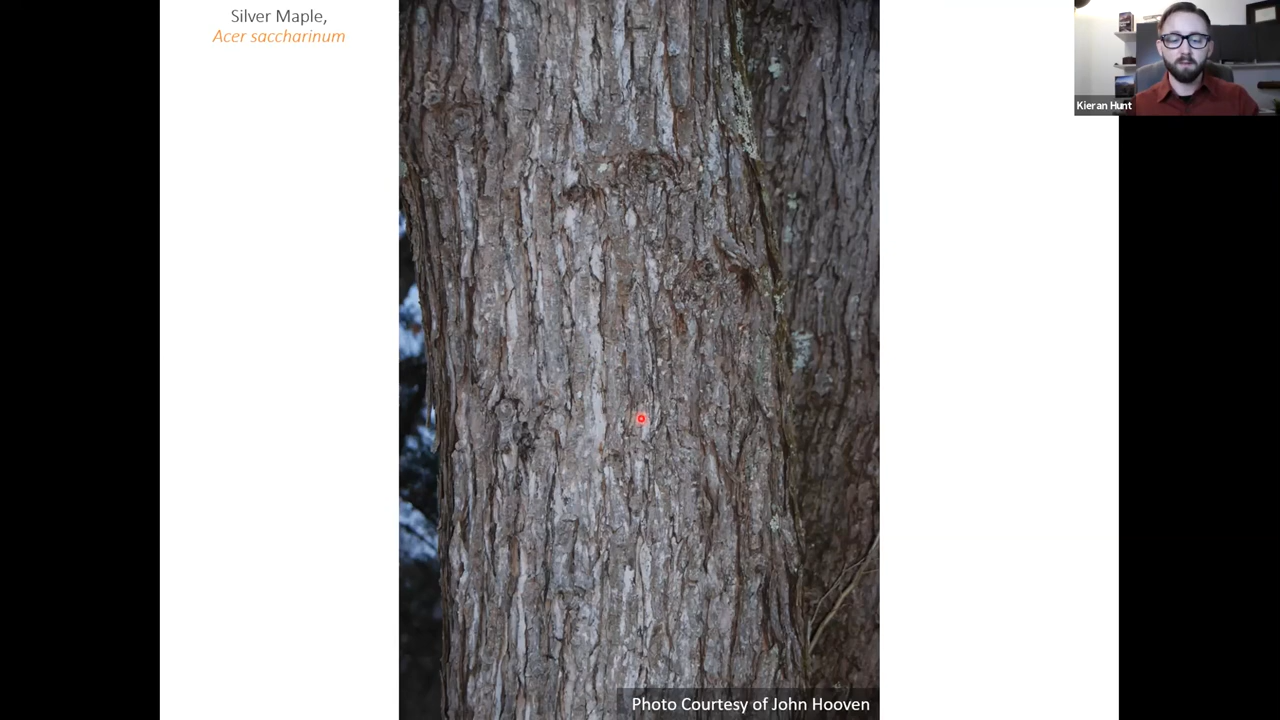 Silver Maple,
Acer saccharinum
Kieran Hunt
Photo Courtesy of John Hooven